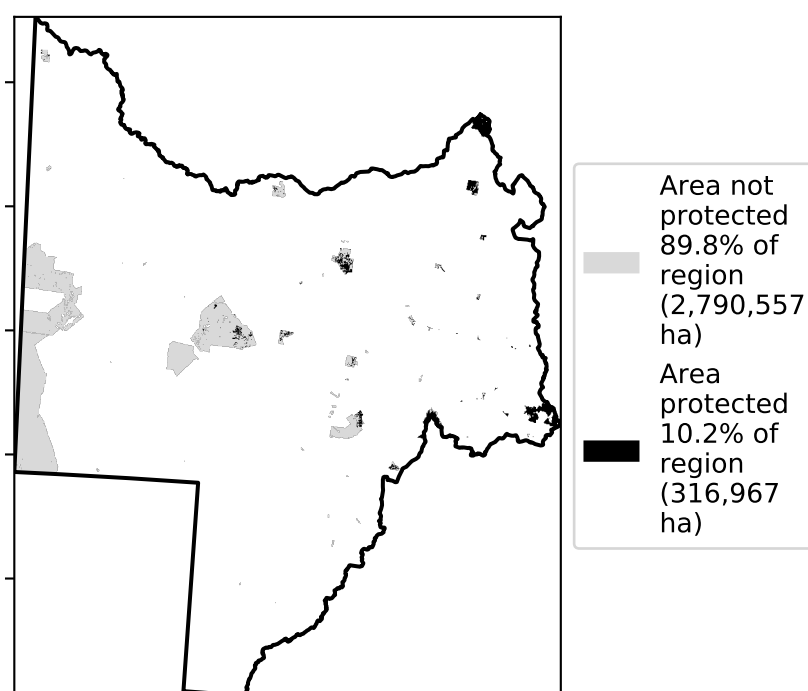 Area not
protected
89.8% of
region
(2,790,557
ha)
Area
protected
10.2% of
region
(316,967
ha)